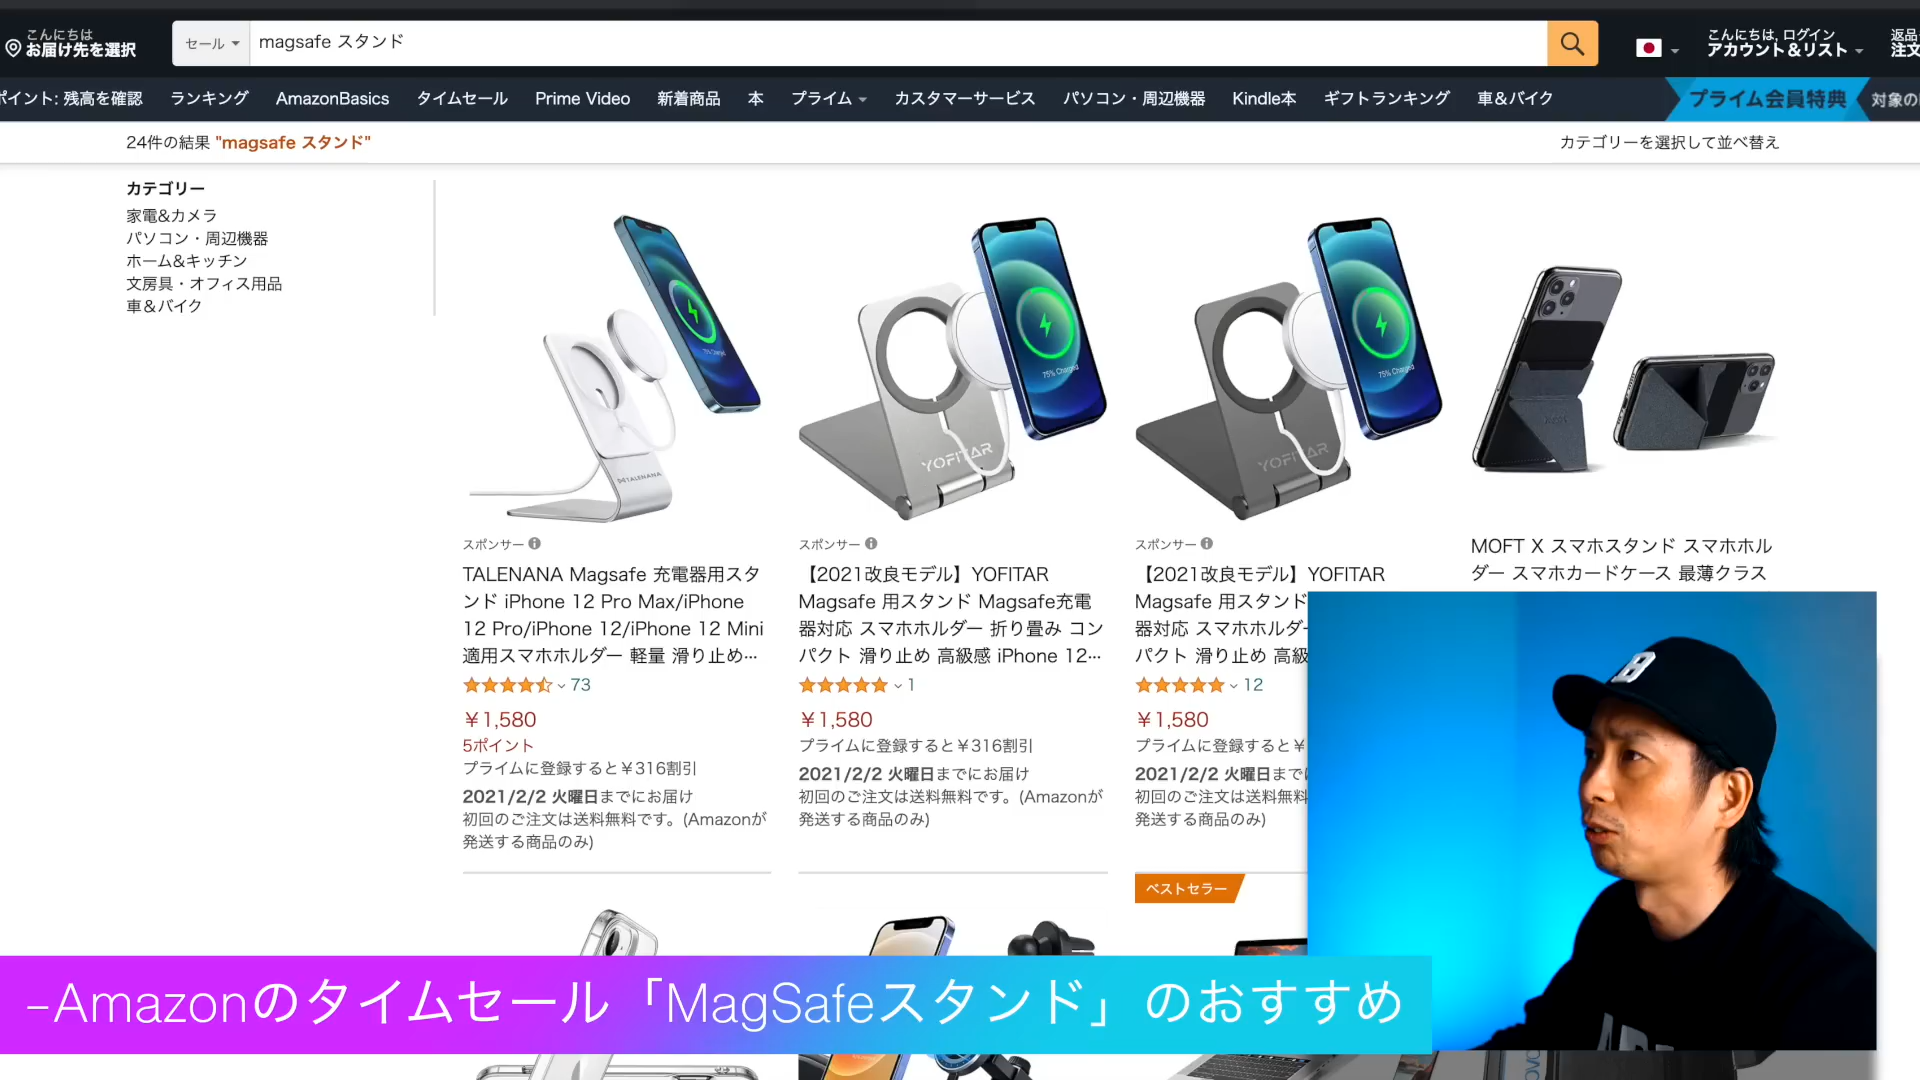 こんにちは
お届け先を選択
セール
magsafe スタンド
こんにちは, ログイン
アカウント＆リスト
返品
注文
ポイント: 残高を確認
ランキング
AmazonBasics
タイムセール
Prime Video
新着商品
本
プライム
カスタマーサービス
パソコン・周辺機器
Kindle本
ギフトランキング
車＆バイク
プライム会員特典
対象の
24件の結果 "magsafe スタンド"
カテゴリーを選択して並べ替え
カテゴリー
家電&カメラ
パソコン・周辺機器
ホーム&キッチン
文房具・オフィス用品
車＆バイク
TALENANA
75% Charged
YOFITAR
75% Charged
YOFITAR
スポンサー
TALENANA Magsafe 充電器用スタ
ンド iPhone 12 Pro Max/iPhone
12 Pro/iPhone 12/iPhone 12 Mini
適用スマホホルダー 軽量 滑り止め…
73
￥1,580
5ポイント
プライムに登録すると￥316割引
2021/2/2 火曜日までにお届け
初回のご注文は送料無料です。(Amazonが
発送する商品のみ)
スポンサー
【2021改良モデル】YOFITAR
Magsafe 用スタンド Magsafe充電
器対応 スマホホルダー 折り畳み コン
パクト 滑り止め 高級感 iPhone 12…
1
￥1,580
プライムに登録すると￥316割引
2021/2/2 火曜日までにお届け
初回のご注文は送料無料です。(Amazonが
発送する商品のみ)
スポンサー
【2021改良モデル】YOFITAR
Magsafe 用スタンド
器対応 スマホホルダー
パクト 滑り止め 高級
12
￥1,580
プライムに登録すると￥
2021/2/2 火曜日までに
初回のご注文は送料無料
発送する商品のみ)
MOFT X スマホスタンド スマホホル
ダー スマホカードケース 最薄クラス
ベストセラー
–Amazonのタイムセール「MagSafeスタンド」のおすすめ